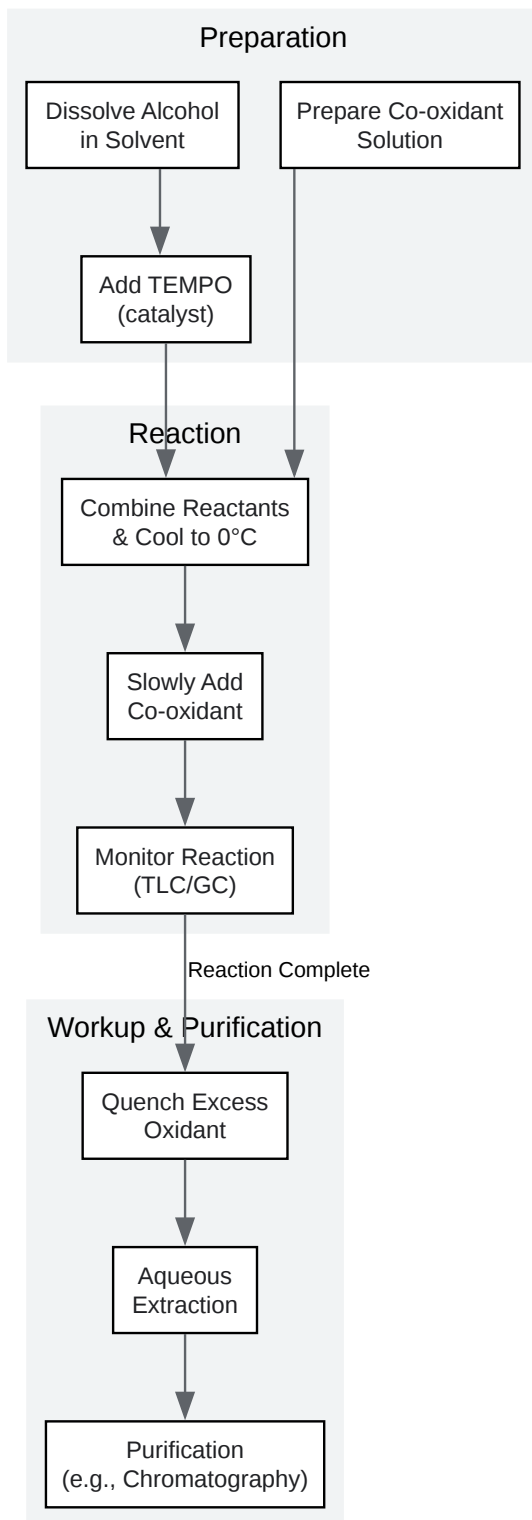 Preparation
Dissolve Alcohol
in Solvent
Prepare Co-oxidant
Solution
Add TEMPO
(catalyst)
Reaction
Combine Reactants
& Cool to 0°C
Slowly Add
Co-oxidant
Monitor Reaction
(TLC/GC)
Reaction Complete
Workup & Purification
Quench Excess
Oxidant
Aqueous
Extraction
Purification
(e.g., Chromatography)